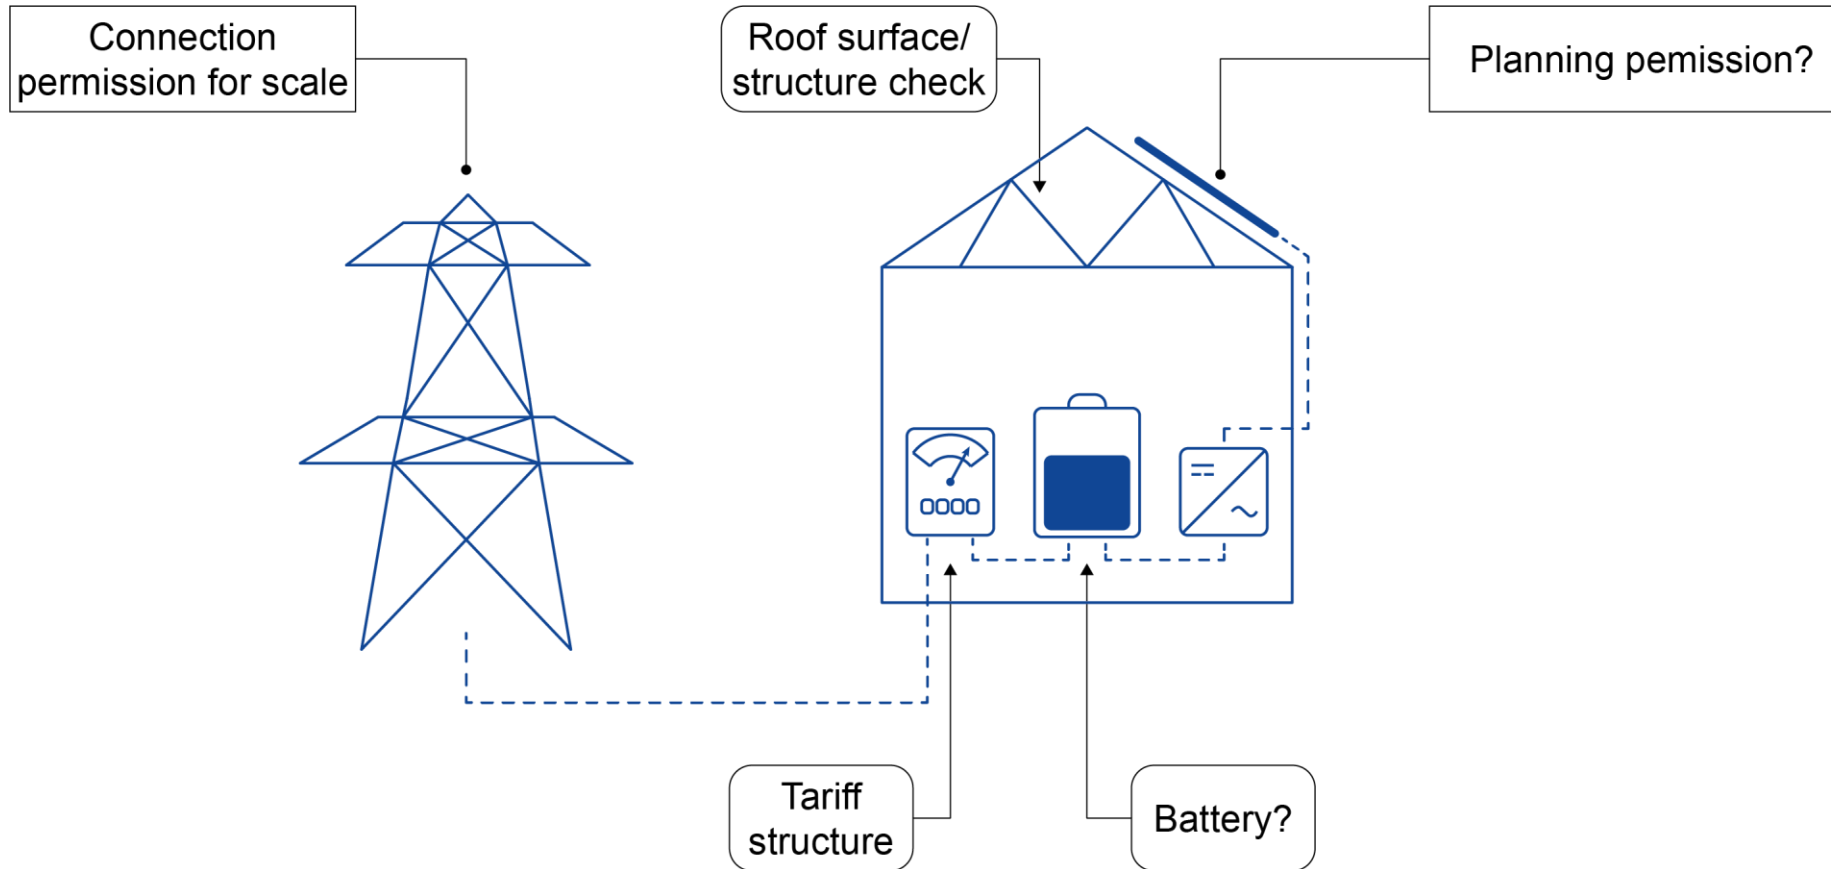 Connection
permission for scale
Roof surface/
structure check
Planning pemission?
0000
Tariff
structure
Battery?